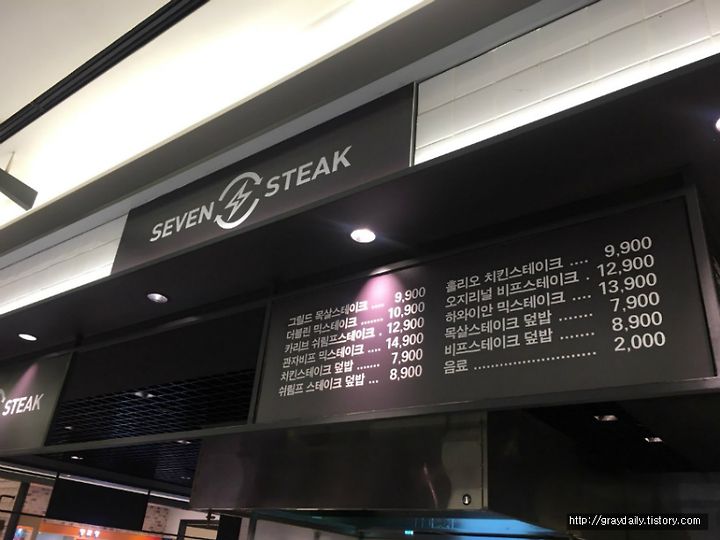 SEVEN STEAK
그릴드 목살스테이크 .... 9,900
더블린 믹스테이크 ....... 10,900
카리브 쉬림프스테이크 . 12,900
관자비프 믹스테이크 .... 14,900
치킨스테이크 덮밥 ....... 7,900
쉬림프 스테이크 덮밥 ... 8,900
훌리오 치킨스테이크 .... 9,900
오지리널 비프스테이크 . 12,900
하와이안 믹스테이크 .... 13,900
목살스테이크 덮밥 ....... 7,900
비프스테이크 덮밥 ....... 8,900
음료 ........................ 2,000
STEAK
http://graydaily.tistory.com